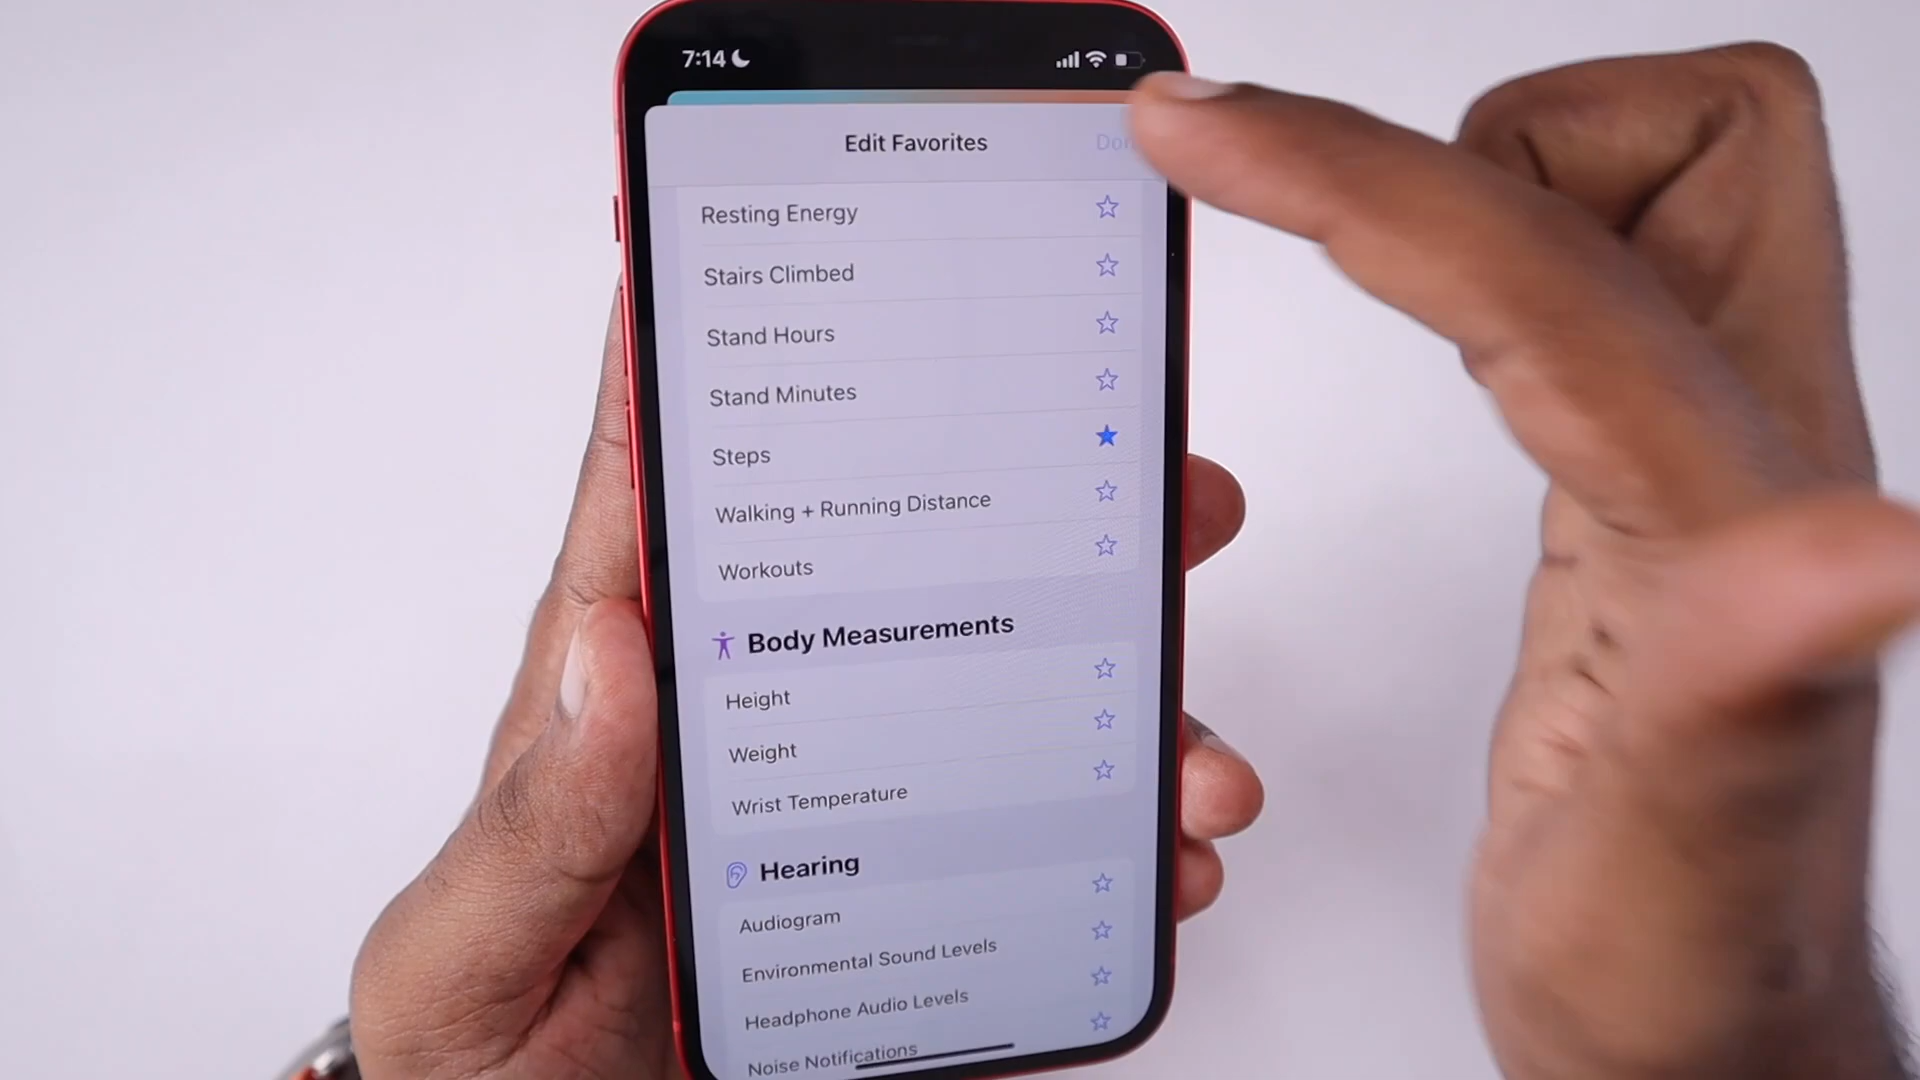 7:14
Edit Favorites
Resting Energy
Stairs Climbed
Stand Hours
Stand Minutes
Steps
Walking + Running Distance
Workouts
Body Measurements
Height
Weight
Wrist Temperature
Hearing
Audiogram
Environmental Sound Levels
Headphone Audio Levels
Noise Notifications